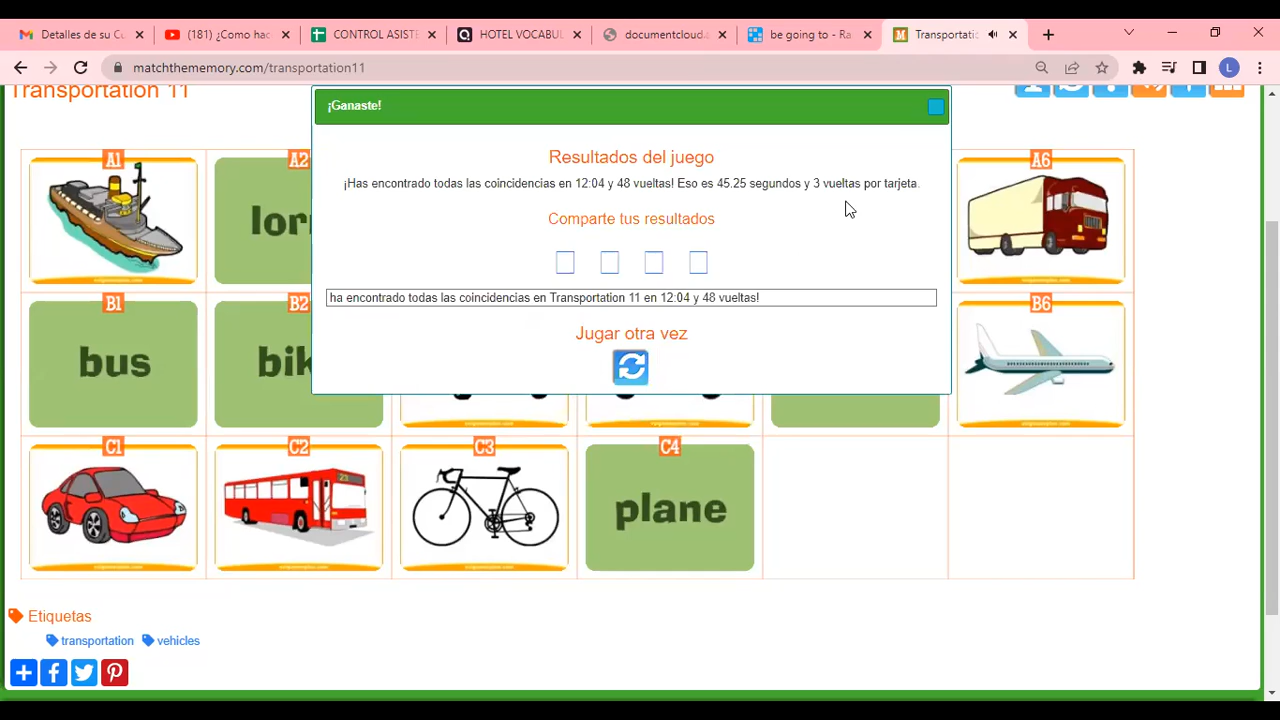 Detalles de su Cu
(181) ¿Como hac
CONTROL ASISTE
HOTEL VOCABUL
documentcloud.a
be going to - Ra
Transportatio
matchthememory.com/transportation11
Transportation 11
¡Ganaste!
Resultados del juego
¡Has encontrado todas las coincidencias en 12:04 y 48 vueltas! Eso es 45.25 segundos y 3 vueltas por tarjeta.
Comparte tus resultados
ha encontrado todas las coincidencias en Transportation 11 en 12:04 y 48 vueltas!
Jugar otra vez
A1
A2
A6
lorr
B1
B2
B6
bus
bik
C1
C2
C3
C4
23
plane
Etiquetas
transportation
vehicles